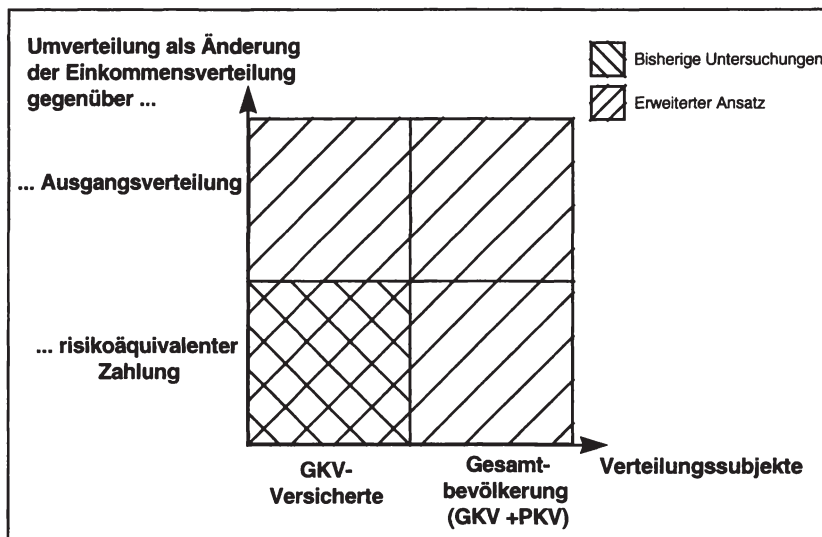 Umverteilung als Änderung
der Einkommensverteilung
gegenüber ...
Bisherige Untersuchungen
Erweiterter Ansatz
... Ausgangsverteilung
... risikoäquivalenter
Zahlung
GKV-
Versicherte
Gesamt-
bevölkerung
(GKV +PKV)
Verteilungssubjekte